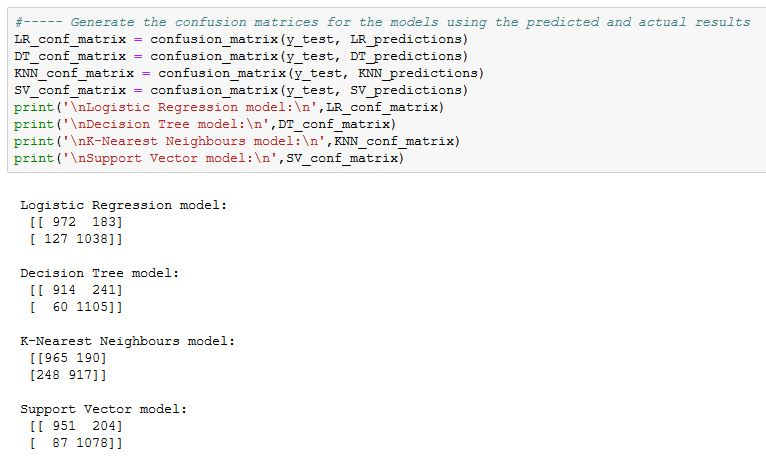 #----- Generate the confusion matrices for the models using the predicted and actual results
LR_conf_matrix = confusion_matrix(y_test, LR_predictions)
DT_conf_matrix = confusion_matrix(y_test, DT_predictions)
KNN_conf_matrix = confusion_matrix(y_test, KNN_predictions)
SV_conf_matrix = confusion_matrix(y_test, SV_predictions)
print('\nLogistic Regression model:\n',LR_conf_matrix)
print('\nDecision Tree model:\n',DT_conf_matrix)
print('\nK-Nearest Neighbours model:\n',KNN_conf_matrix)
print('\nSupport Vector model:\n',SV_conf_matrix)
Logistic Regression model:
[[ 972  183]
[ 127 1038]]
Decision Tree model:
[[ 914  241]
[  60 1105]]
K-Nearest Neighbours model:
[[965 190]
[248 917]]
Support Vector model:
[[ 951  204]
[  87 1078]]